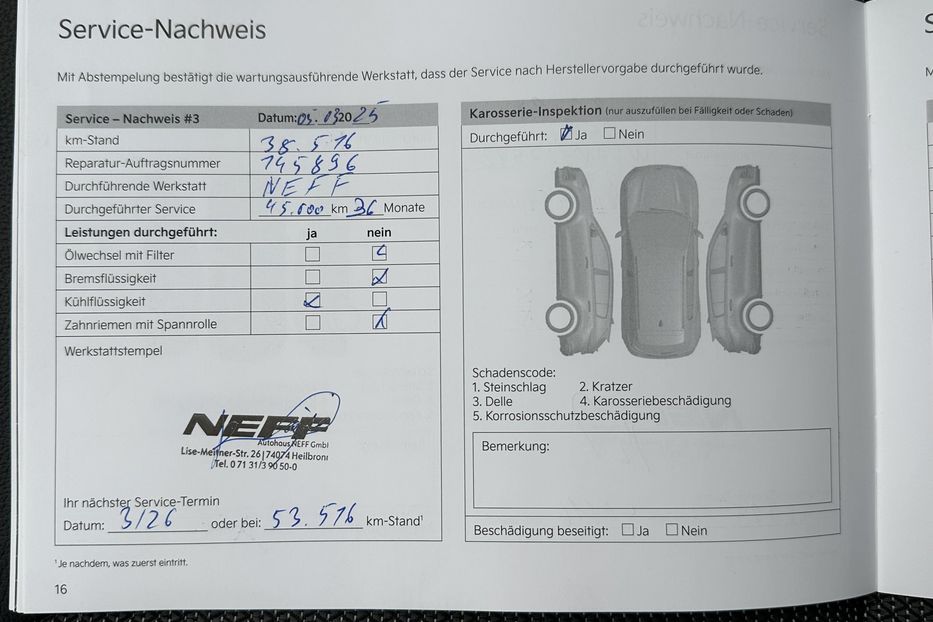 Service-Nachweis
Mit Abstempelung bestätigt die wartungsausführende Werkstatt, dass der Service nach Herstellervorgabe durchgeführt wurde.
Service – Nachweis #3 Datum: 05.03 2025
km-Stand 38.516
Reparatur-Auftragsnummer 145896
Durchführende Werkstatt NEFF
Durchgeführter Service 45.000 km 36 Monate
Leistungen durchgeführt: ja nein
Ölwechsel mit Filter
Bremsflüssigkeit
Kühlflüssigkeit
Zahnriemen mit Spannrolle
Werkstattstempel
NEFF
Autohaus NEFF GmbH
Lise-Meitner-Str. 26 | 74074 Heilbronn
Tel. 0 71 31/3 90 50-0
Ihr nächster Service-Termin
Datum: 3/26 oder bei: 53.516 km-Stand¹
¹Je nachdem, was zuerst eintritt.
16
Karosserie-Inspektion (nur auszufüllen bei Fälligkeit oder Schaden)
Durchgeführt: Ja Nein
Schadenscode:
1. Steinschlag 2. Kratzer
3. Delle 4. Karosseriebeschädigung
5. Korrosionsschutzbeschädigung
Bemerkung:
Beschädigung beseitigt: Ja Nein